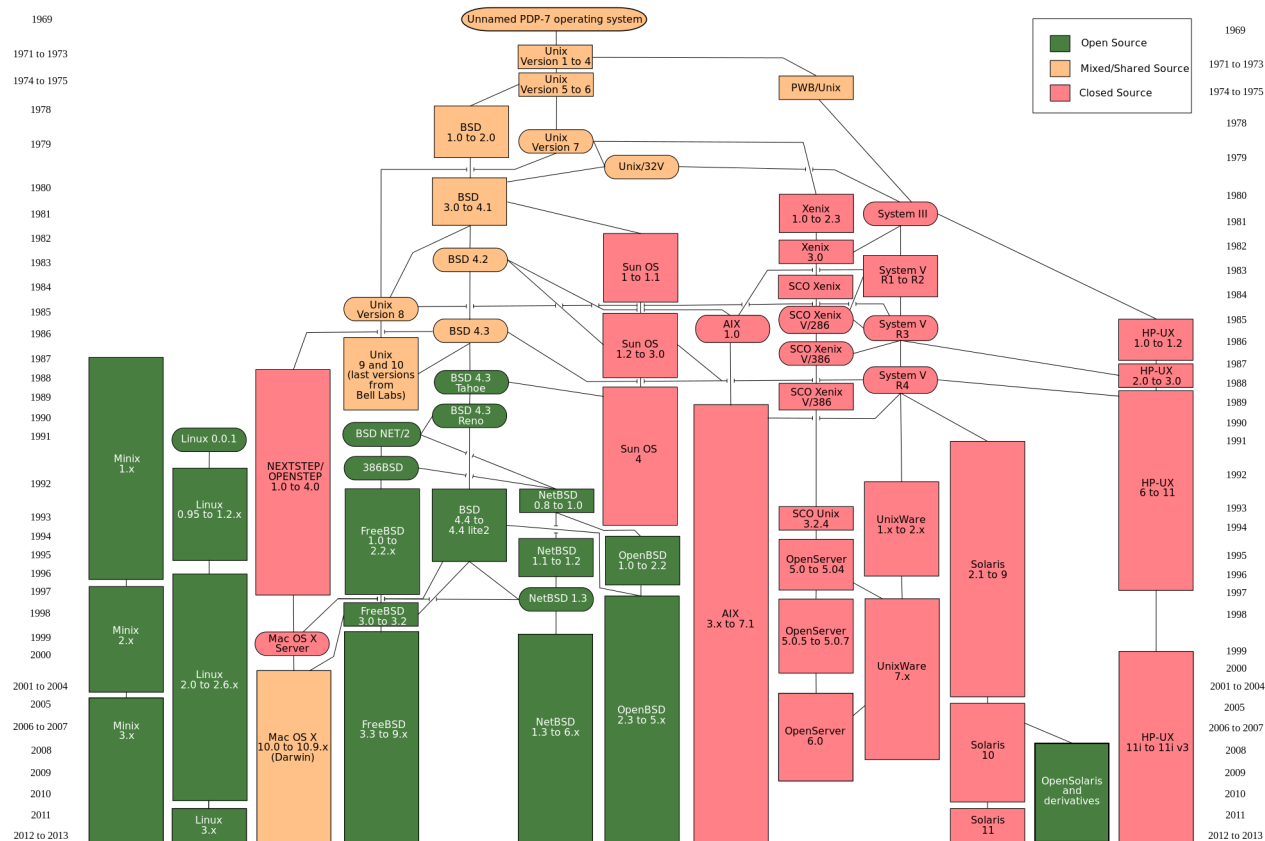 1969
1971 to 1973
1974 to 1975
1978
1979
1980
1981
1982
1983
1984
1985
1986
1987
1988
1989
1990
1991
1992
1993
1994
1995
1996
1997
1998
1999
2000
2001 to 2004
2005
2006 to 2007
2008
2009
2010
2011
2012 to 2013
Unnamed PDP-7 operating system
Unix
Version 1 to 4
Unix
Version 5 to 6
PWB/Unix
BSD
1.0 to 2.0
Unix
Version 7
Unix/32V
BSD
3.0 to 4.1
Xenix
1.0 to 2.3
System III
Xenix
3.0
BSD 4.2
Sun OS
1 to 1.1
System V
R1 to R2
SCO Xenix
Unix
Version 8
SCO Xenix
V/286
AIX
1.0
System V
R3
BSD 4.3
HP-UX
1.0 to 1.2
Sun OS
1.2 to 3.0
SCO Xenix
V/386
Unix
9 and 10
(last versions
from
Bell Labs)
HP-UX
2.0 to 3.0
BSD 4.3
Tahoe
System V
R4
SCO Xenix
V/386
BSD 4.3
Reno
BSD NET/2
Linux 0.0.1
Minix
1.x
Sun OS
4
386BSD
NEXTSTEP/
OPENSTEP
1.0 to 4.0
HP-UX
6 to 11
NetBSD
0.8 to 1.0
Linux
0.95 to 1.2.x
BSD
4.4 to
4.4 lite2
SCO Unix
3.2.4
UnixWare
1.x to 2.x
FreeBSD
1.0 to
2.2.x
NetBSD
1.1 to 1.2
OpenBSD
1.0 to 2.2
OpenServer
5.0 to 5.04
Solaris
2.1 to 9
NetBSD 1.3
FreeBSD
3.0 to 3.2
AIX
3.x to 7.1
Minix
2.x
Mac OS X
Server
OpenServer
5.0.5 to 5.0.7
UnixWare
7.x
Linux
2.0 to 2.6.x
OpenBSD
2.3 to 5.x
Minix
3.x
FreeBSD
3.3 to 9.x
NetBSD
1.3 to 6.x
Mac OS X
10.0 to 10.9.x
(Darwin)
OpenServer
6.0
Solaris
10
HP-UX
11i to 11i v3
OpenSolaris
and
derivatives
Linux
3.x
Solaris
11
Open Source
Mixed/Shared Source
Closed Source
1969
1971 to 1973
1974 to 1975
1978
1979
1980
1981
1982
1983
1984
1985
1986
1987
1988
1989
1990
1991
1992
1993
1994
1995
1996
1997
1998
1999
2000
2001 to 2004
2005
2006 to 2007
2008
2009
2010
2011
2012 to 2013